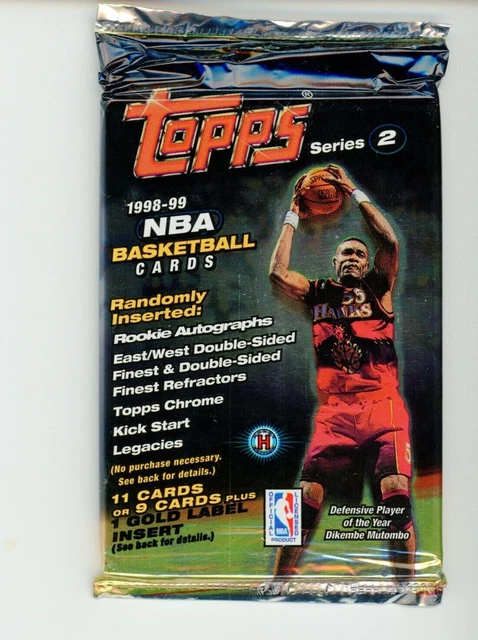 TOPPS®
Series 2
1998-99
NBA
BASKETBALL
CARDS
Randomly
Inserted:
Rookie Autographs
East/West Double-Sided
Finest & Double-Sided
Finest Refractors
Topps Chrome
Kick Start
Legacies
(No purchase necessary.
See back for details.)
11 CARDS
OR 9 CARDS PLUS
1 GOLD LABEL
INSERT
(See back for details.)
H
55
HAWKS
OFFICIAL
LICENSED
NBA
PRODUCT
Defensive Player
of the Year
Dikembe Mutombo